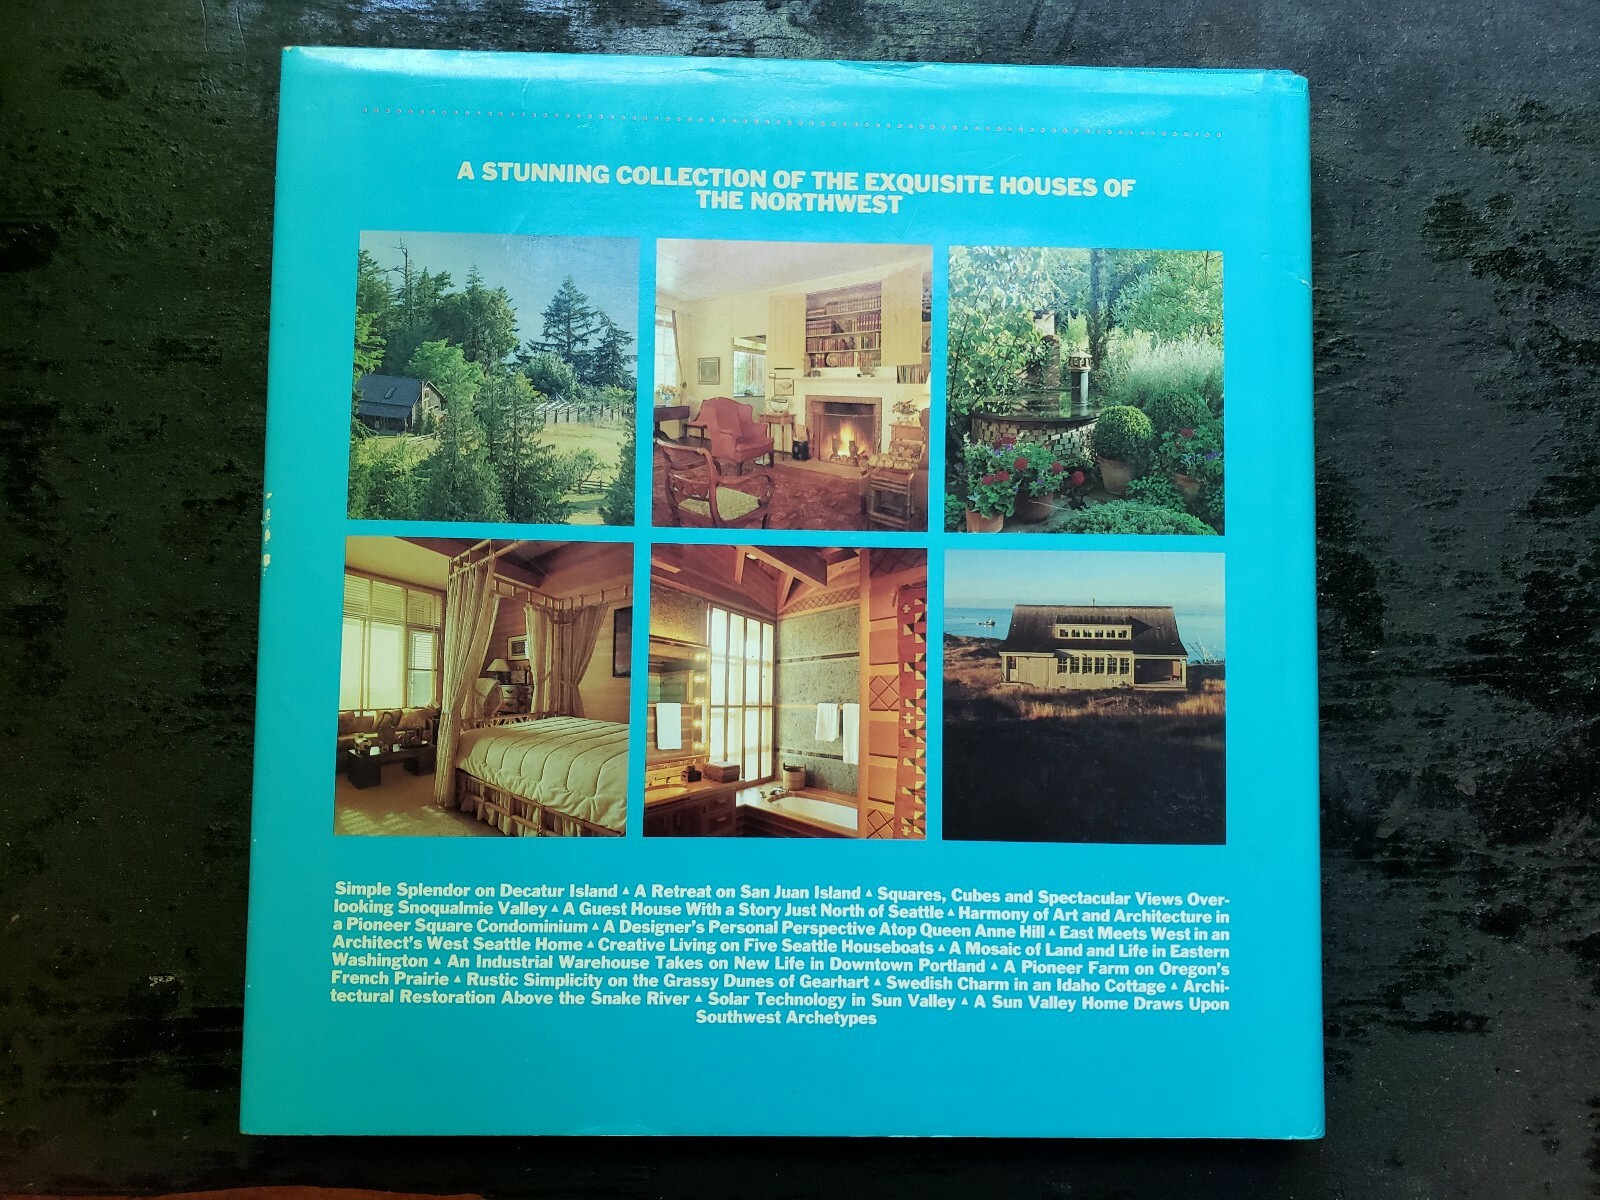 A STUNNING COLLECTION OF THE EXQUISITE HOUSES OF
THE NORTHWEST
Simple Splendor on Decatur Island ▲ A Retreat on San Juan Island ▲ Squares, Cubes and Spectacular Views Over-
looking Snoqualmie Valley ▲ A Guest House With a Story Just North of Seattle ▲ Harmony of Art and Architecture in
a Pioneer Square Condominium ▲ A Designer's Personal Perspective Atop Queen Anne Hill ▲ East Meets West in an
Architect's West Seattle Home ▲ Creative Living on Five Seattle Houseboats ▲ A Mosaic of Land and Life in Eastern
Washington ▲ An Industrial Warehouse Takes on New Life in Downtown Portland ▲ A Pioneer Farm on Oregon's
French Prairie ▲ Rustic Simplicity on the Grassy Dunes of Gearhart ▲ Swedish Charm in an Idaho Cottage ▲ Archi-
tectural Restoration Above the Snake River ▲ Solar Technology in Sun Valley ▲ A Sun Valley Home Draws Upon
Southwest Archetypes